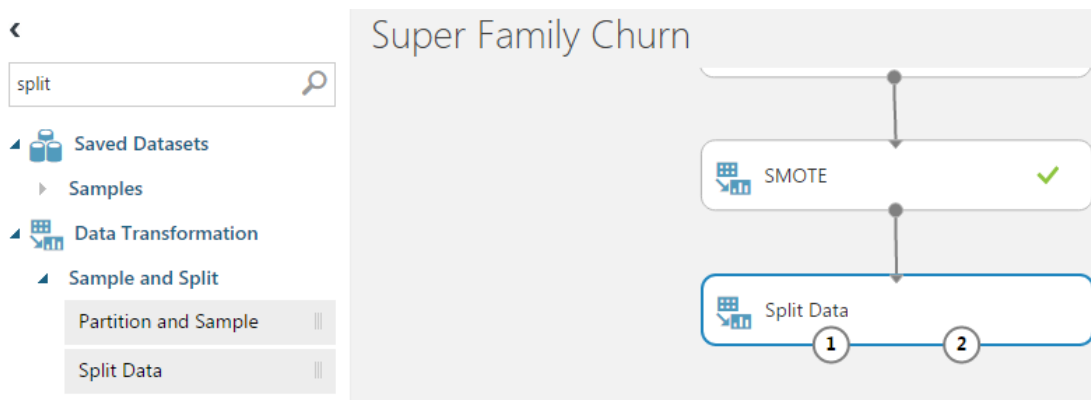 split
Saved Datasets
Samples
Data Transformation
Sample and Split
Partition and Sample
Split Data
Super Family Churn
SMOTE
Split Data
1
2